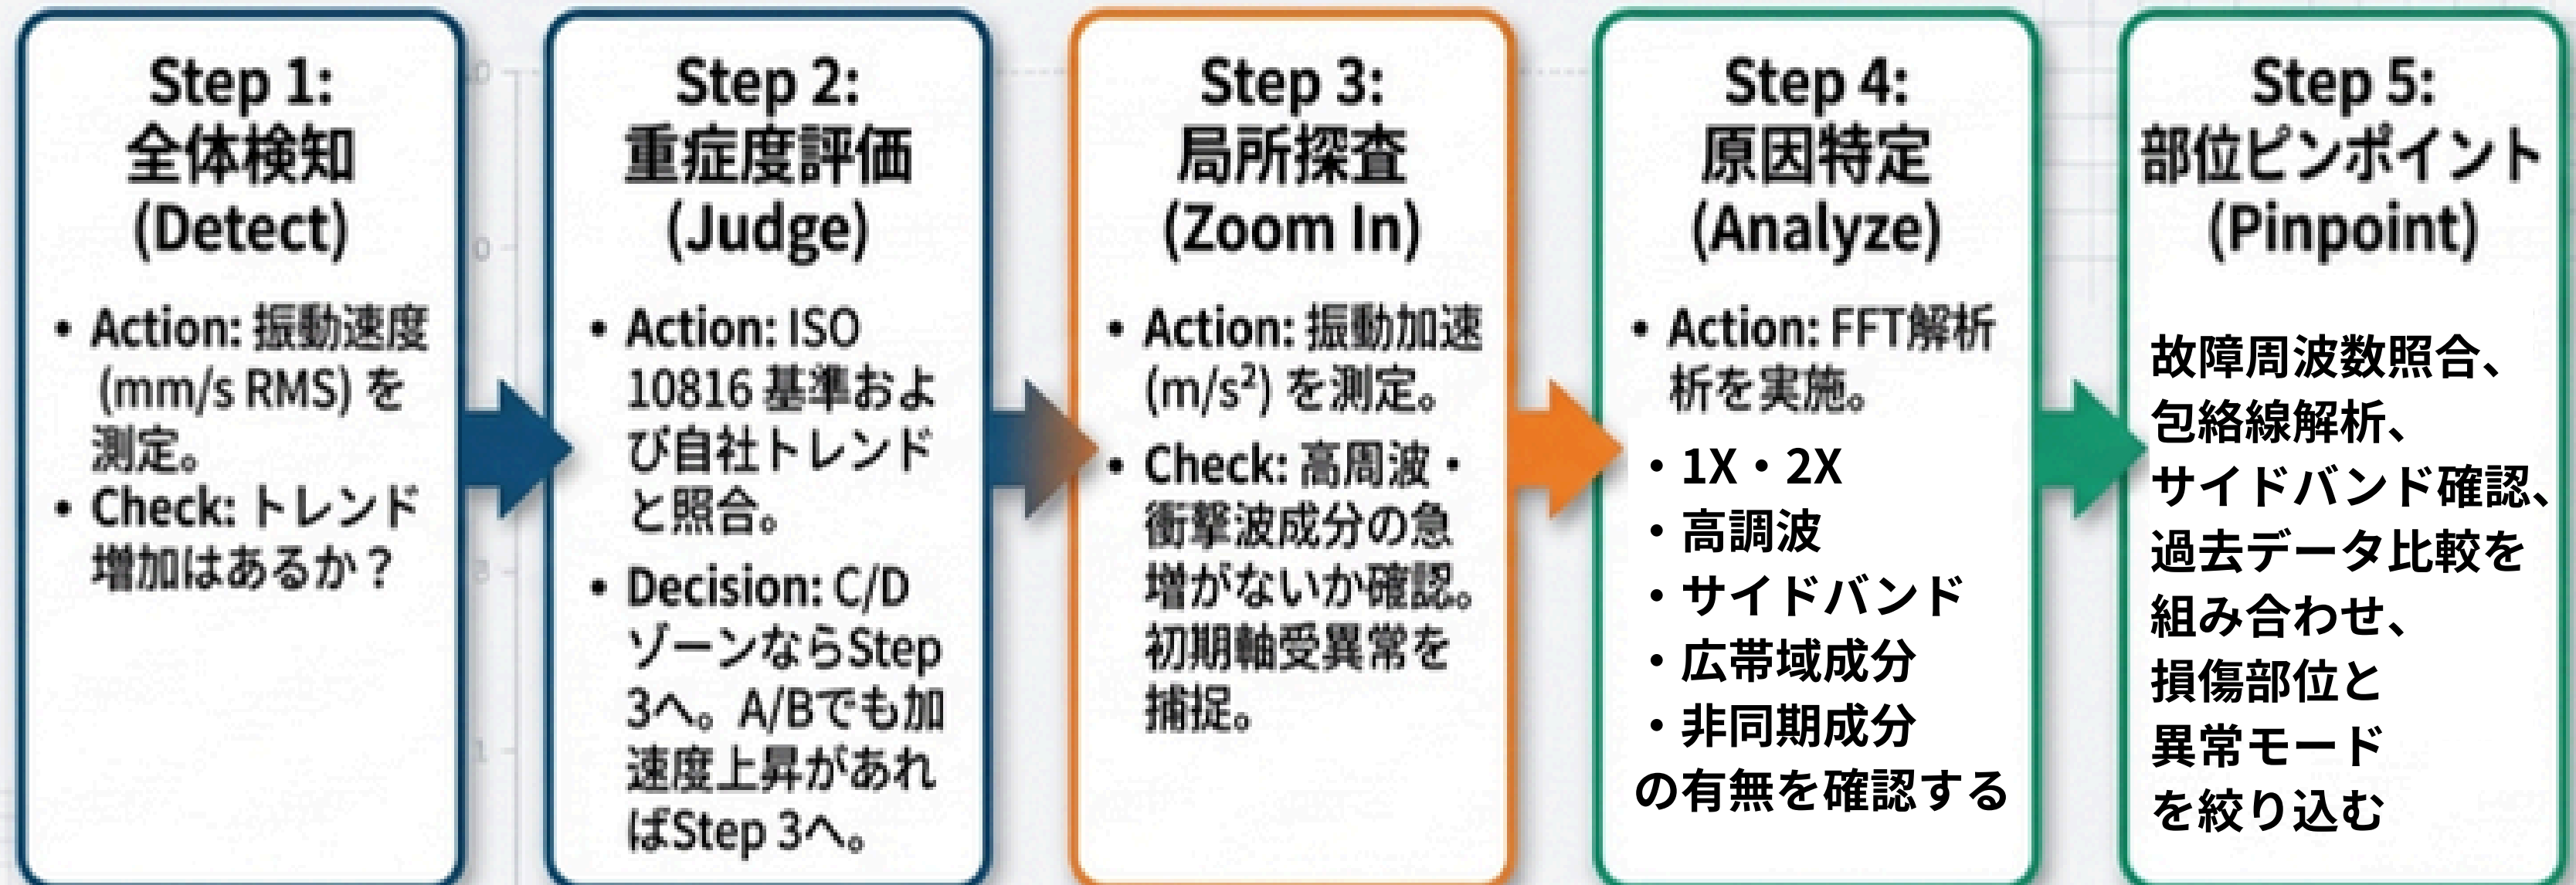 Step 1:
全体検知
(Detect)
• Action: 振動速度
(mm/s RMS) を
測定。
• Check: トレンド
増加はあるか？
Step 2:
重症度評価
(Judge)
• Action: ISO
10816 基準およ
び自社トレンド
と照合。
• Decision: C/D
ゾーンならStep
3へ。A/Bでも加
速度上昇があれ
ばStep 3へ。
Step 3:
局所探査
(Zoom In)
• Action: 振動加速
(m/s²) を測定。
• Check: 高周波・
衝撃波成分の急
増がないか確認。
初期軸受異常を
捕捉。
Step 4:
原因特定
(Analyze)
• Action: FFT解析
析を実施。
・1X・2X
・高調波
・サイドバンド
・広帯域成分
・非同期成分
の有無を確認する
Step 5:
部位ピンポイント
(Pinpoint)
故障周波数照合、
包絡線解析、
サイドバンド確認、
過去データ比較を
組み合わせ、
損傷部位と
異常モード
を絞り込む